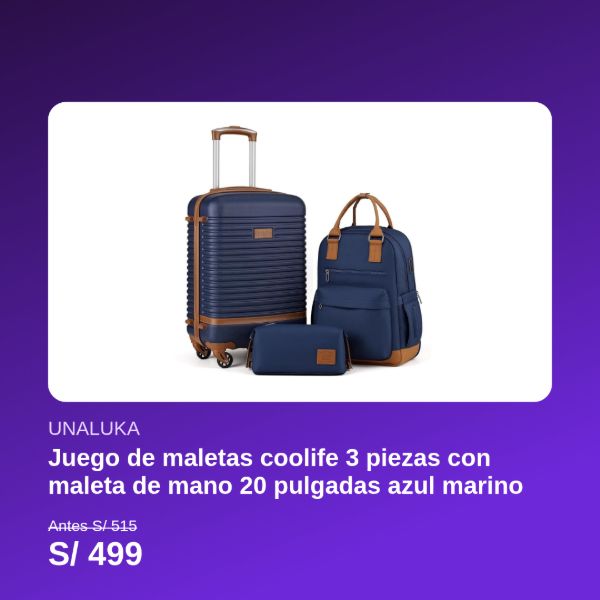 UNALUKA
Juego de maletas coolife 3 piezas con
maleta de mano 20 pulgadas azul marino
Antes S/ 515
S/ 499